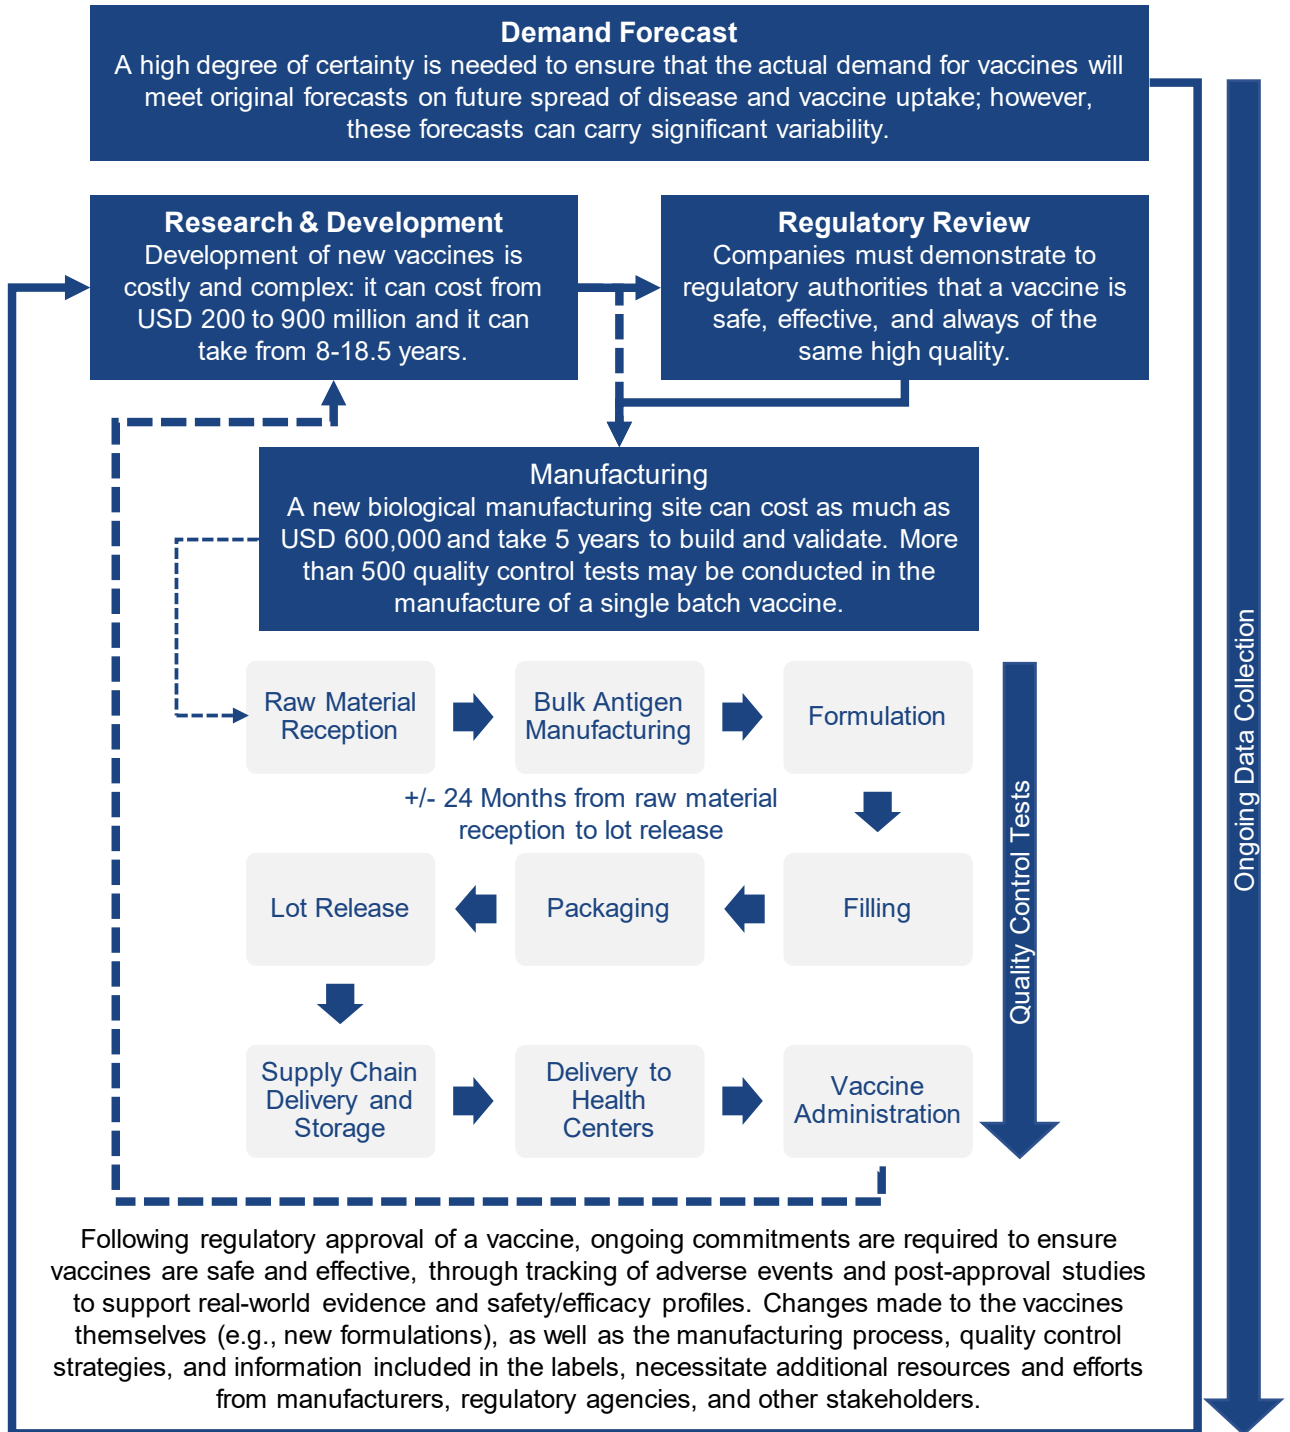 Demand Forecast
A high degree of certainty is needed to ensure that the actual demand for vaccines will
meet original forecasts on future spread of disease and vaccine uptake; however,
these forecasts can carry significant variability.
Research & Development
Development of new vaccines is
costly and complex: it can cost from
USD 200 to 900 million and it can
take from 8-18.5 years.
Regulatory Review
Companies must demonstrate to
regulatory authorities that a vaccine is
safe, effective, and always of the
same high quality.
Manufacturing
A new biological manufacturing site can cost as much as
USD 600,000 and take 5 years to build and validate. More
than 500 quality control tests may be conducted in the
manufacture of a single batch vaccine.
Raw Material
Reception
Bulk Antigen
Manufacturing
Formulation
+/- 24 Months from raw material
reception to lot release
Lot Release
Packaging
Filling
Supply Chain
Delivery and
Storage
Delivery to
Health
Centers
Vaccine
Administration
Quality Control Tests
Ongoing Data Collection
Following regulatory approval of a vaccine, ongoing commitments are required to ensure
vaccines are safe and effective, through tracking of adverse events and post-approval studies
to support real-world evidence and safety/efficacy profiles. Changes made to the vaccines
themselves (e.g., new formulations), as well as the manufacturing process, quality control
strategies, and information included in the labels, necessitate additional resources and efforts
from manufacturers, regulatory agencies, and other stakeholders.